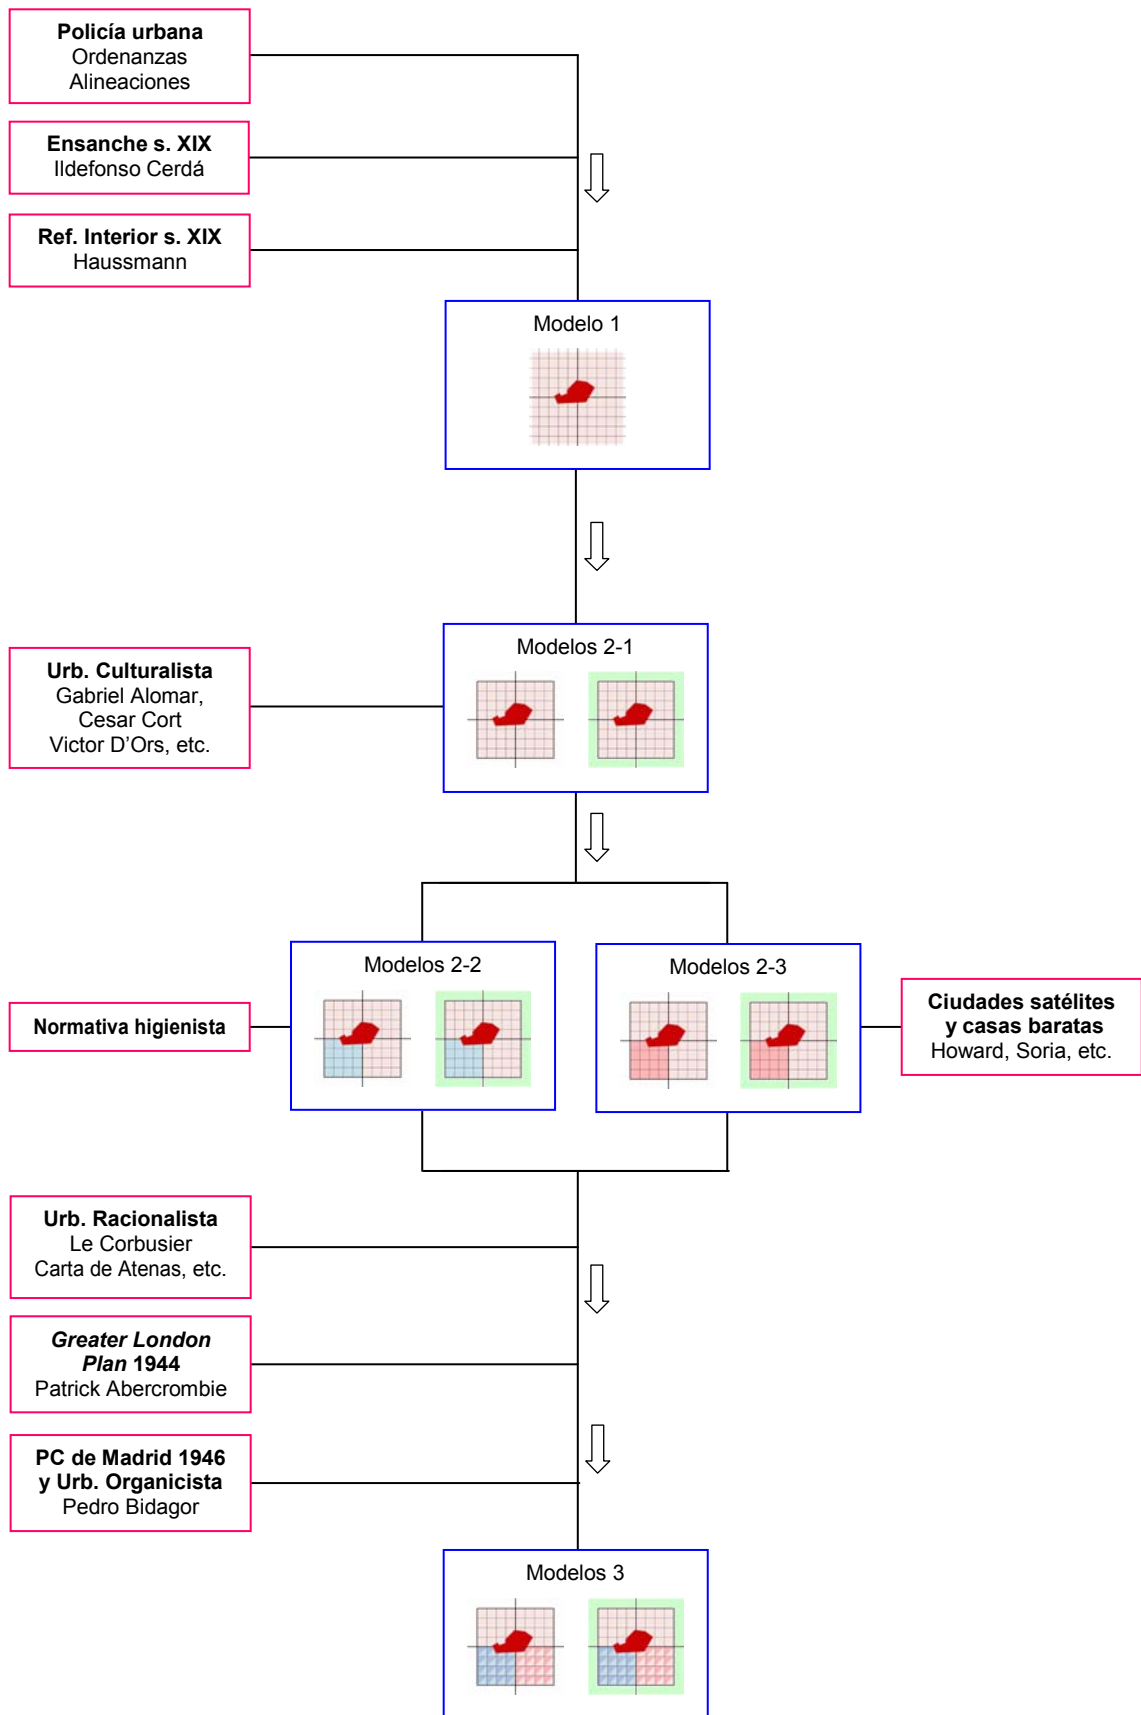 Policía urbana
Ordenanzas
Alineaciones
Ensanche s. XIX
Ildefonso Cerdá
Ref. Interior s. XIX
Haussmann
Modelo 1
Modelos 2-1
Urb. Culturalista
Gabriel Alomar,
Cesar Cort
Victor D’Ors, etc.
Modelos 2-2
Modelos 2-3
Normativa higienista
Ciudades satélites
y casas baratas
Howard, Soria, etc.
Urb. Racionalista
Le Corbusier
Carta de Atenas, etc.
Greater London
Plan 1944
Patrick Abercrombie
PC de Madrid 1946
y Urb. Organicista
Pedro Bidagor
Modelos 3